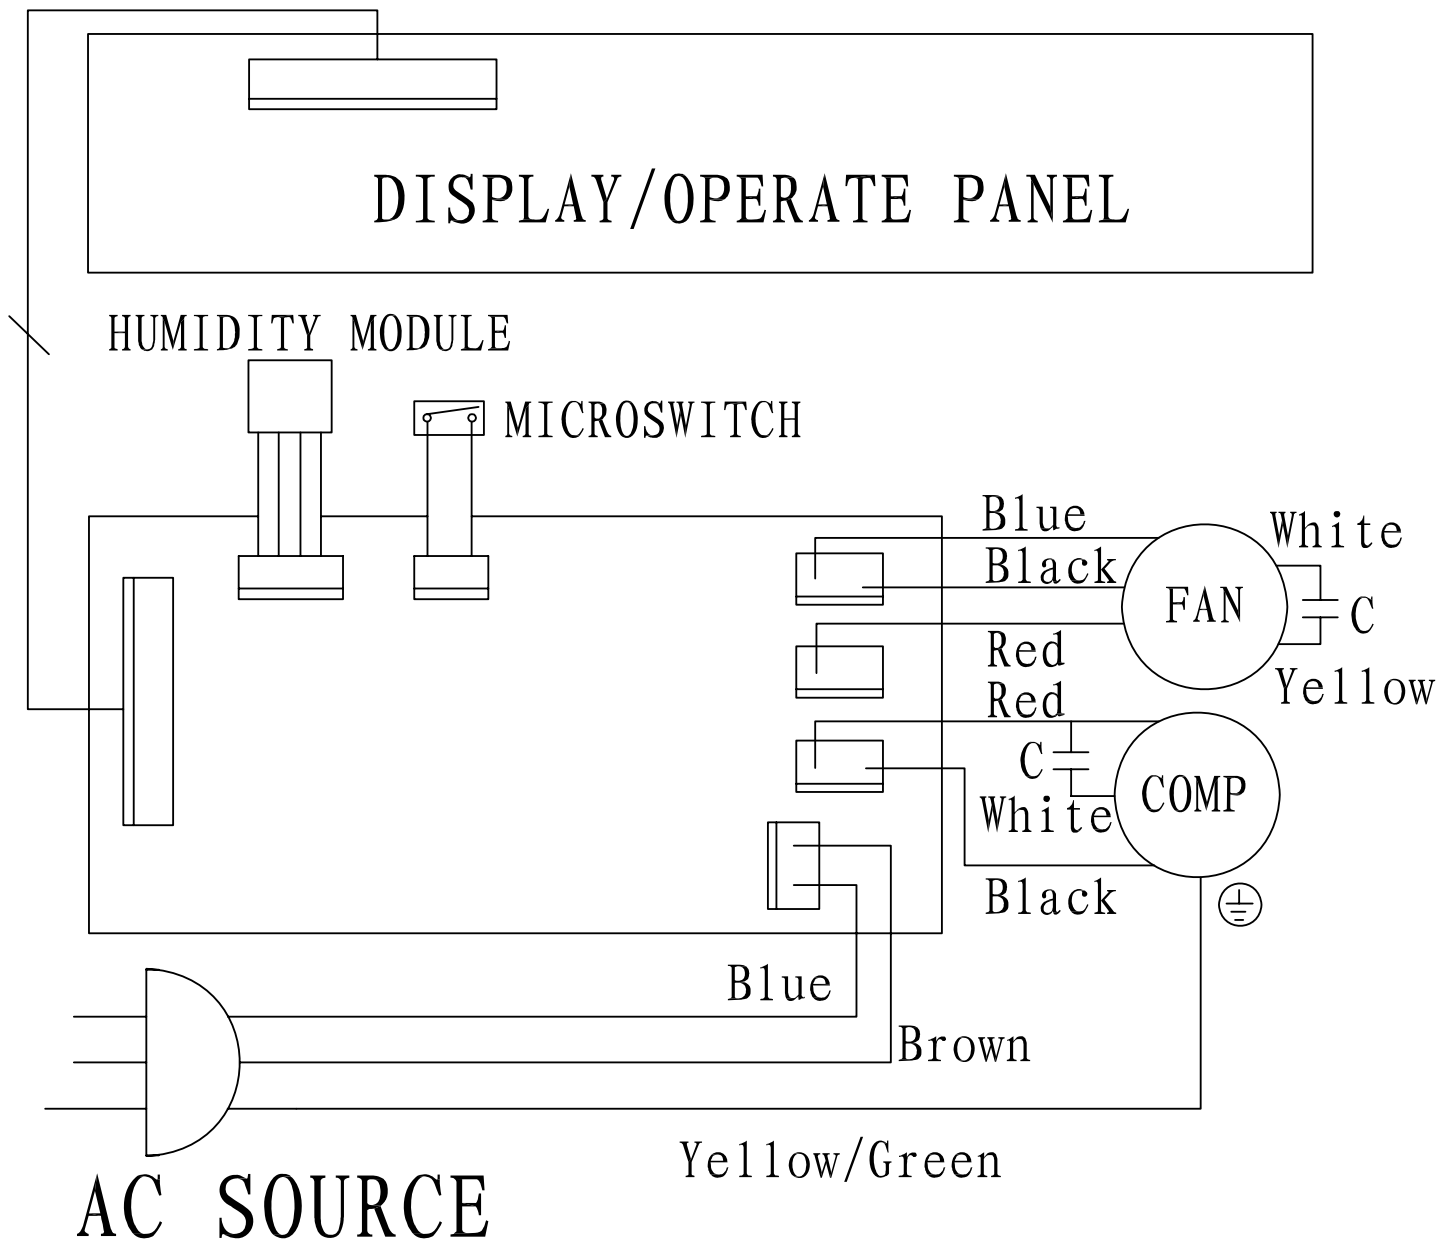 DISPLAY/OPERATE PANEL
HUMIDITY MODULE
MICROSWITCH
Blue
White
Black
FAN
C
Red
Yellow
Red
C
COMP
White
Black
Blue
Brown
Yellow/Green
AC SOURCE